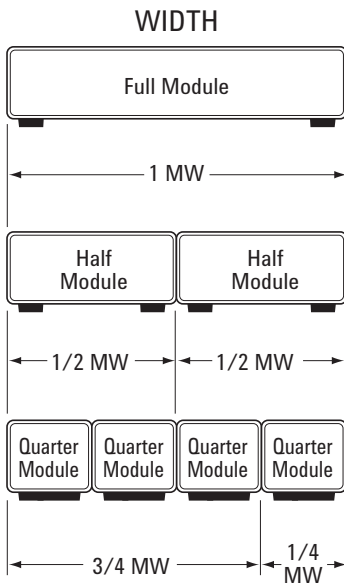 WIDTH
Full Module
1 MW
Half Half
Module Module
1/2 MW 1/2 MW
Quarter Quarter Quarter Quarter
Module Module Module Module
3/4 MW 1/4
MW